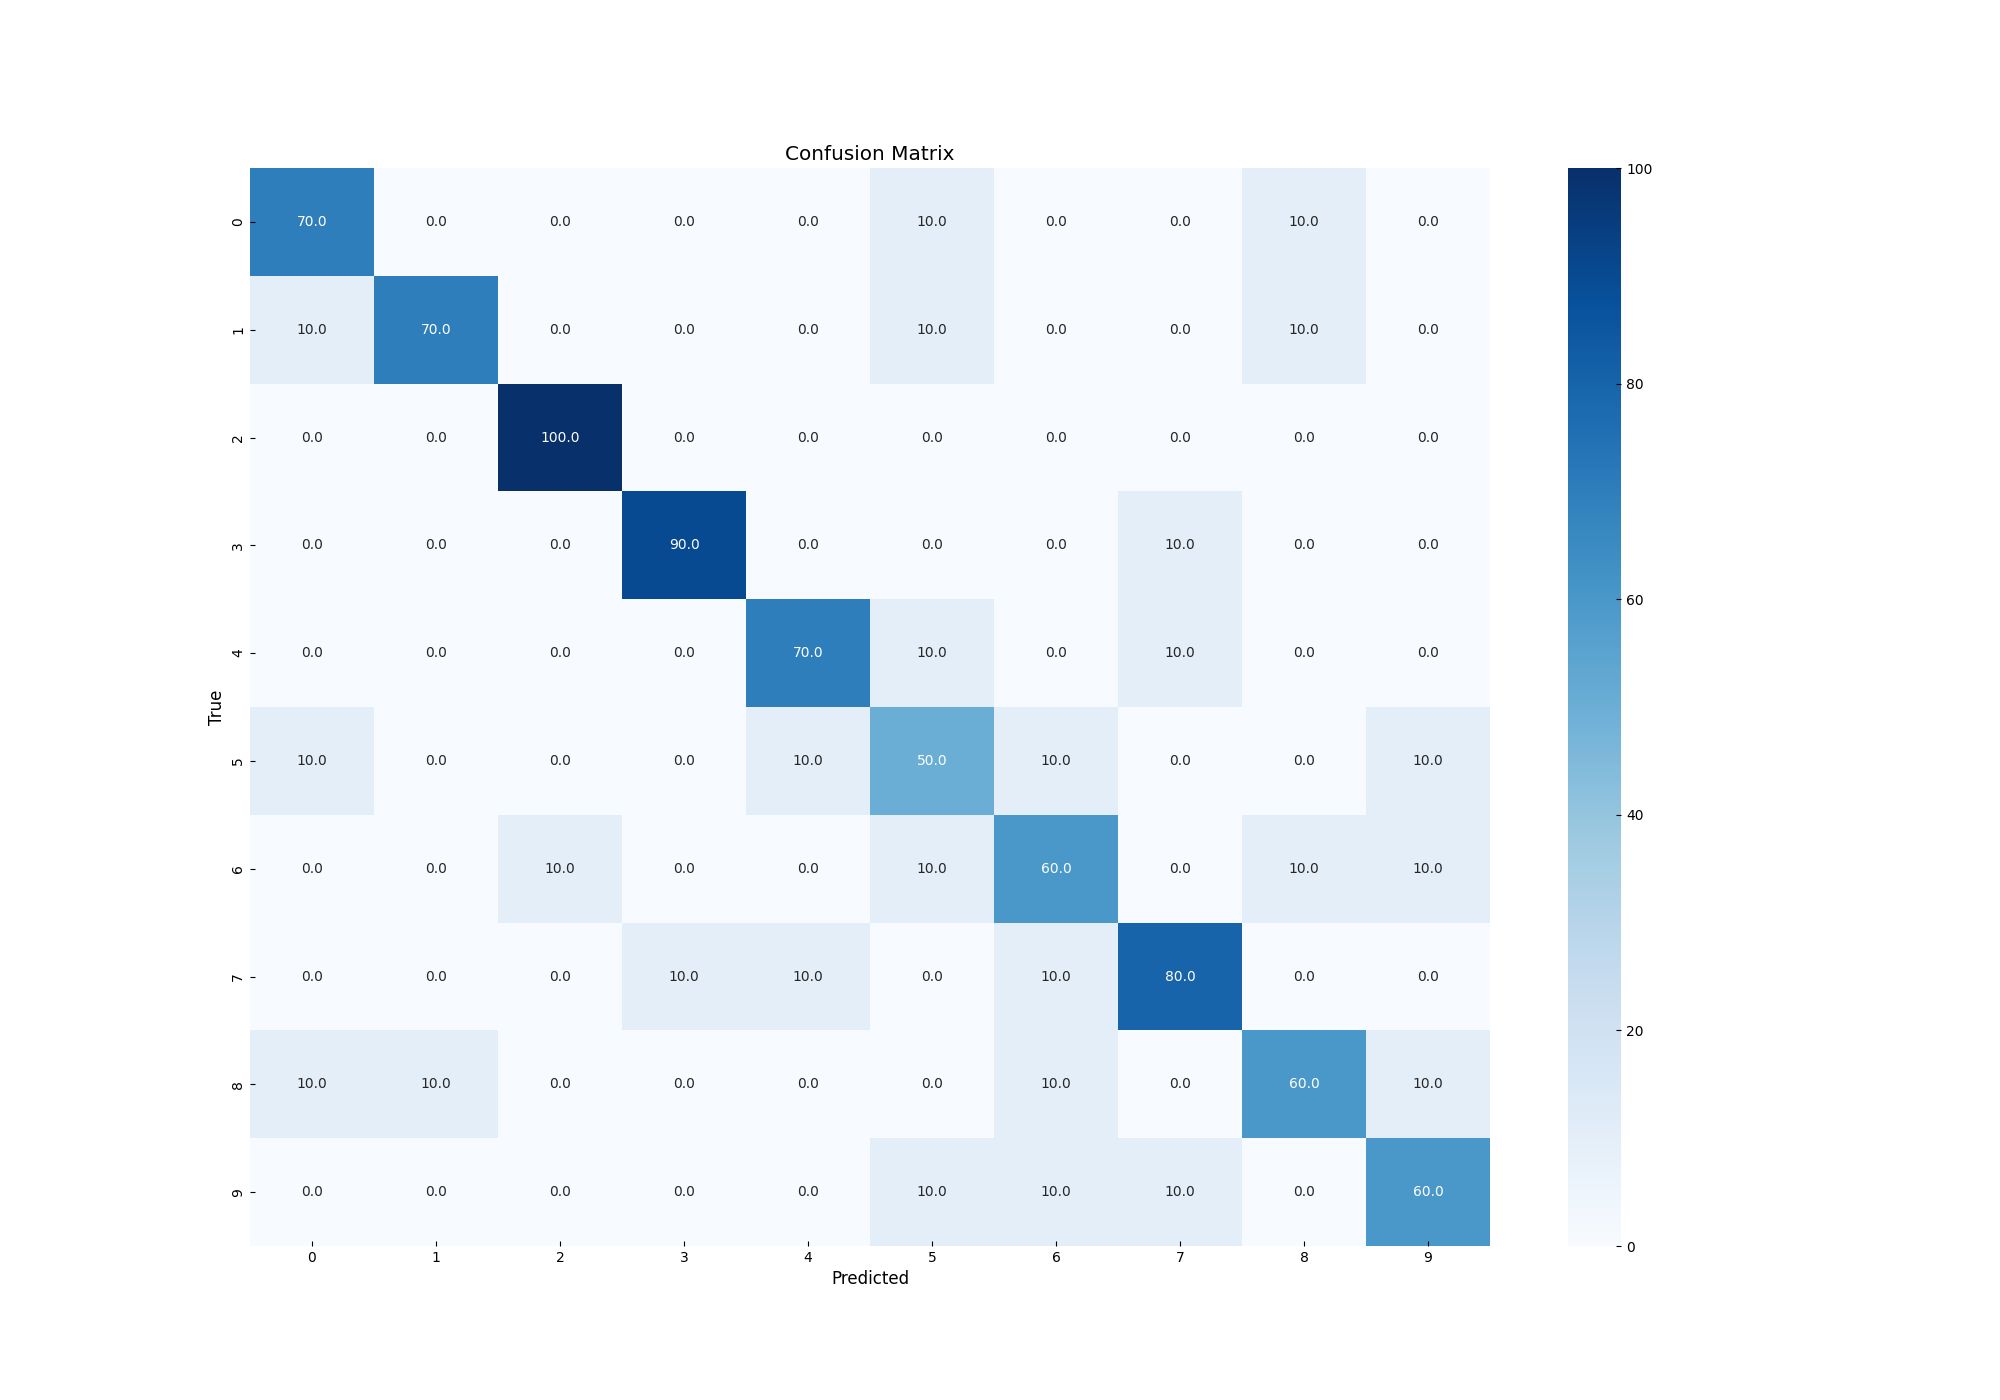 Confusion Matrix
0 70.0 0.0 0.0 0.0 0.0 10.0 0.0 0.0 10.0 0.0
1 10.0 70.0 0.0 0.0 0.0 10.0 0.0 0.0 10.0 0.0
2 0.0 0.0 100.0 0.0 0.0 0.0 0.0 0.0 0.0 0.0
3 0.0 0.0 0.0 90.0 0.0 0.0 0.0 10.0 0.0 0.0
4 0.0 0.0 0.0 0.0 70.0 10.0 0.0 10.0 0.0 0.0
True
5 10.0 0.0 0.0 0.0 10.0 50.0 10.0 0.0 0.0 10.0
6 0.0 0.0 10.0 0.0 0.0 10.0 60.0 0.0 10.0 10.0
7 0.0 0.0 0.0 10.0 10.0 0.0 10.0 80.0 0.0 0.0
8 10.0 10.0 0.0 0.0 0.0 0.0 10.0 0.0 60.0 10.0
9 0.0 0.0 0.0 0.0 0.0 10.0 10.0 10.0 0.0 60.0
0 1 2 3 4 5 6 7 8 9
Predicted
100
80
60
40
20
0